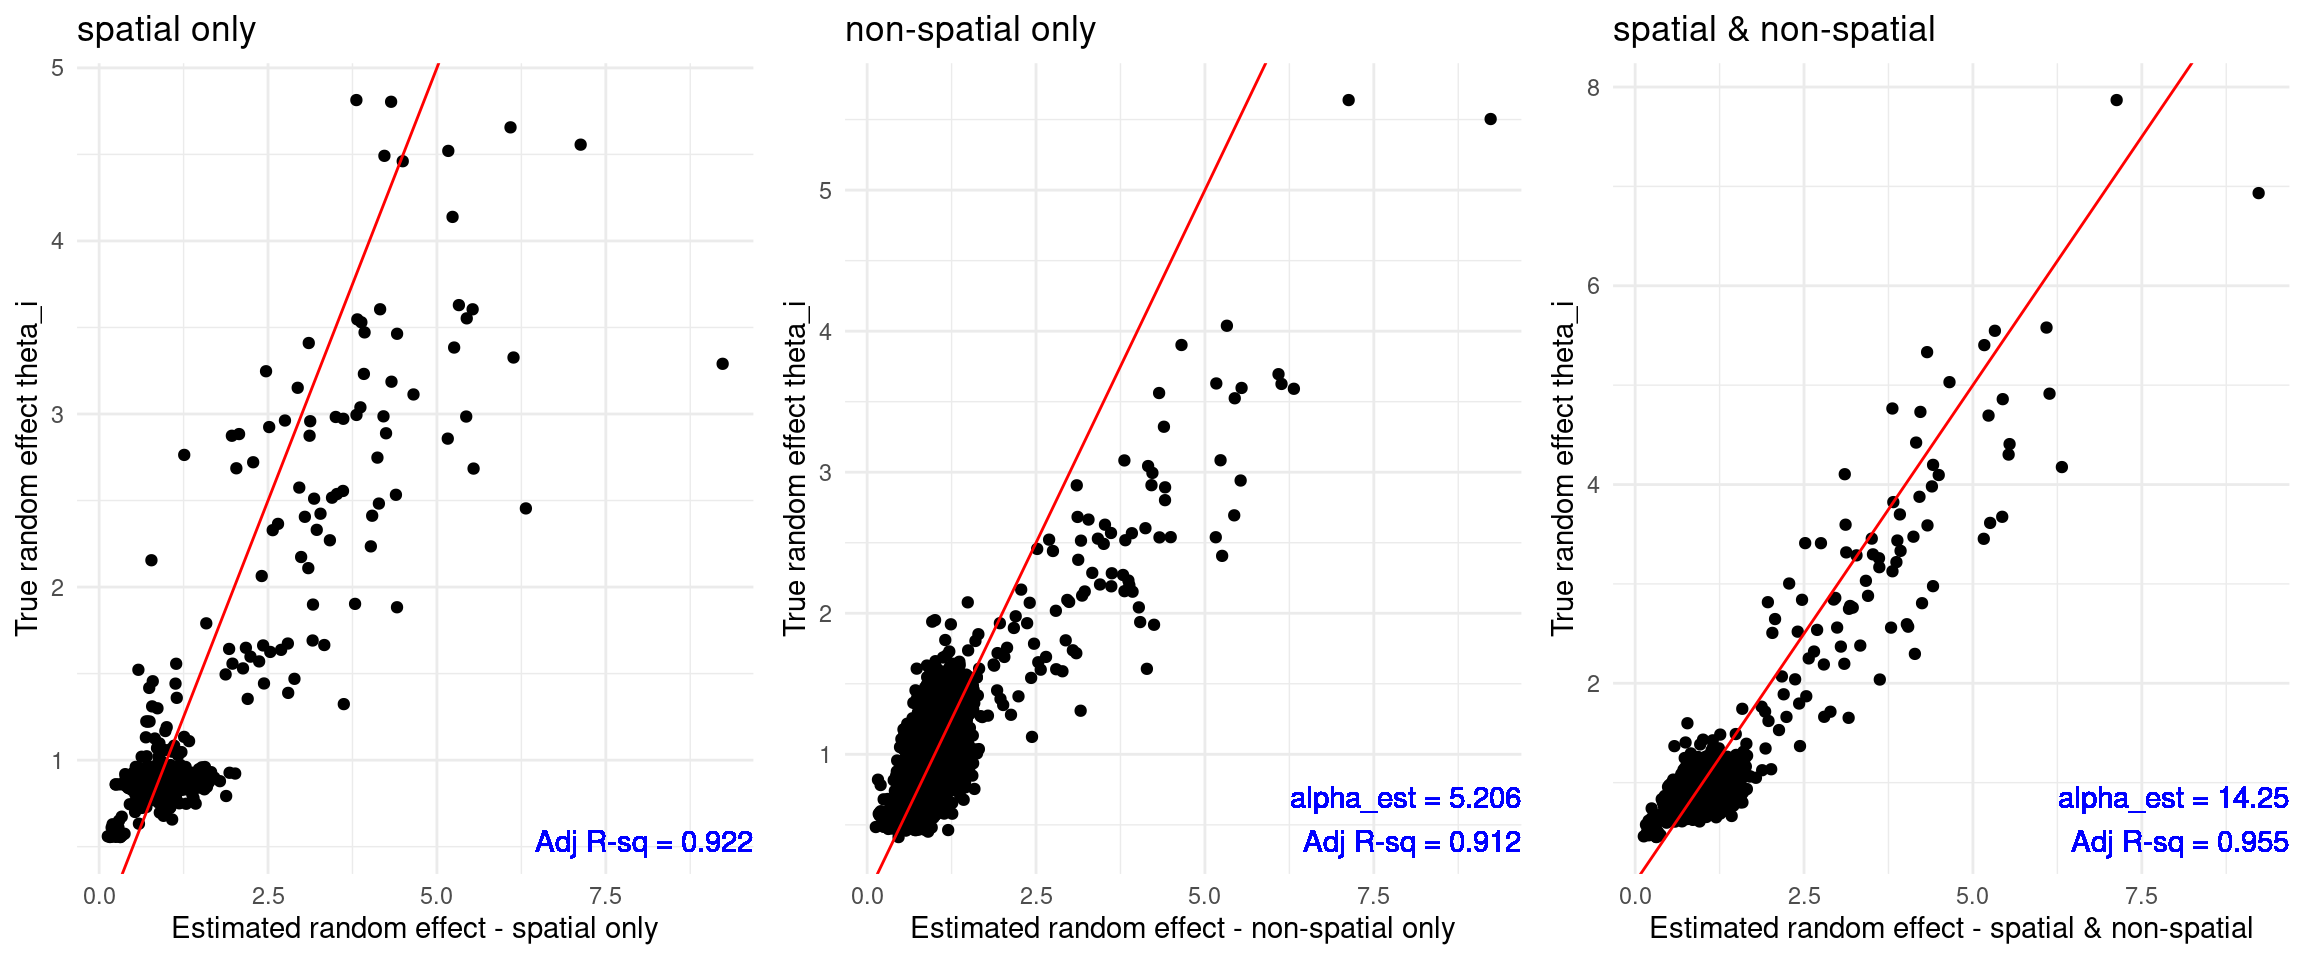 spatial only
5
4
3
2
1
True random effect theta_i
Adj R-sq = 0.922
0.0 2.5 5.0 7.5
Estimated random effect - spatial only
non-spatial only
5
4
3
2
1
True random effect theta_i
alpha_est = 5.206
Adj R-sq = 0.912
0.0 2.5 5.0 7.5
Estimated random effect - non-spatial only
spatial & non-spatial
8
6
4
2
True random effect theta_i
alpha_est = 14.25
Adj R-sq = 0.955
0.0 2.5 5.0 7.5
Estimated random effect - spatial & non-spatial